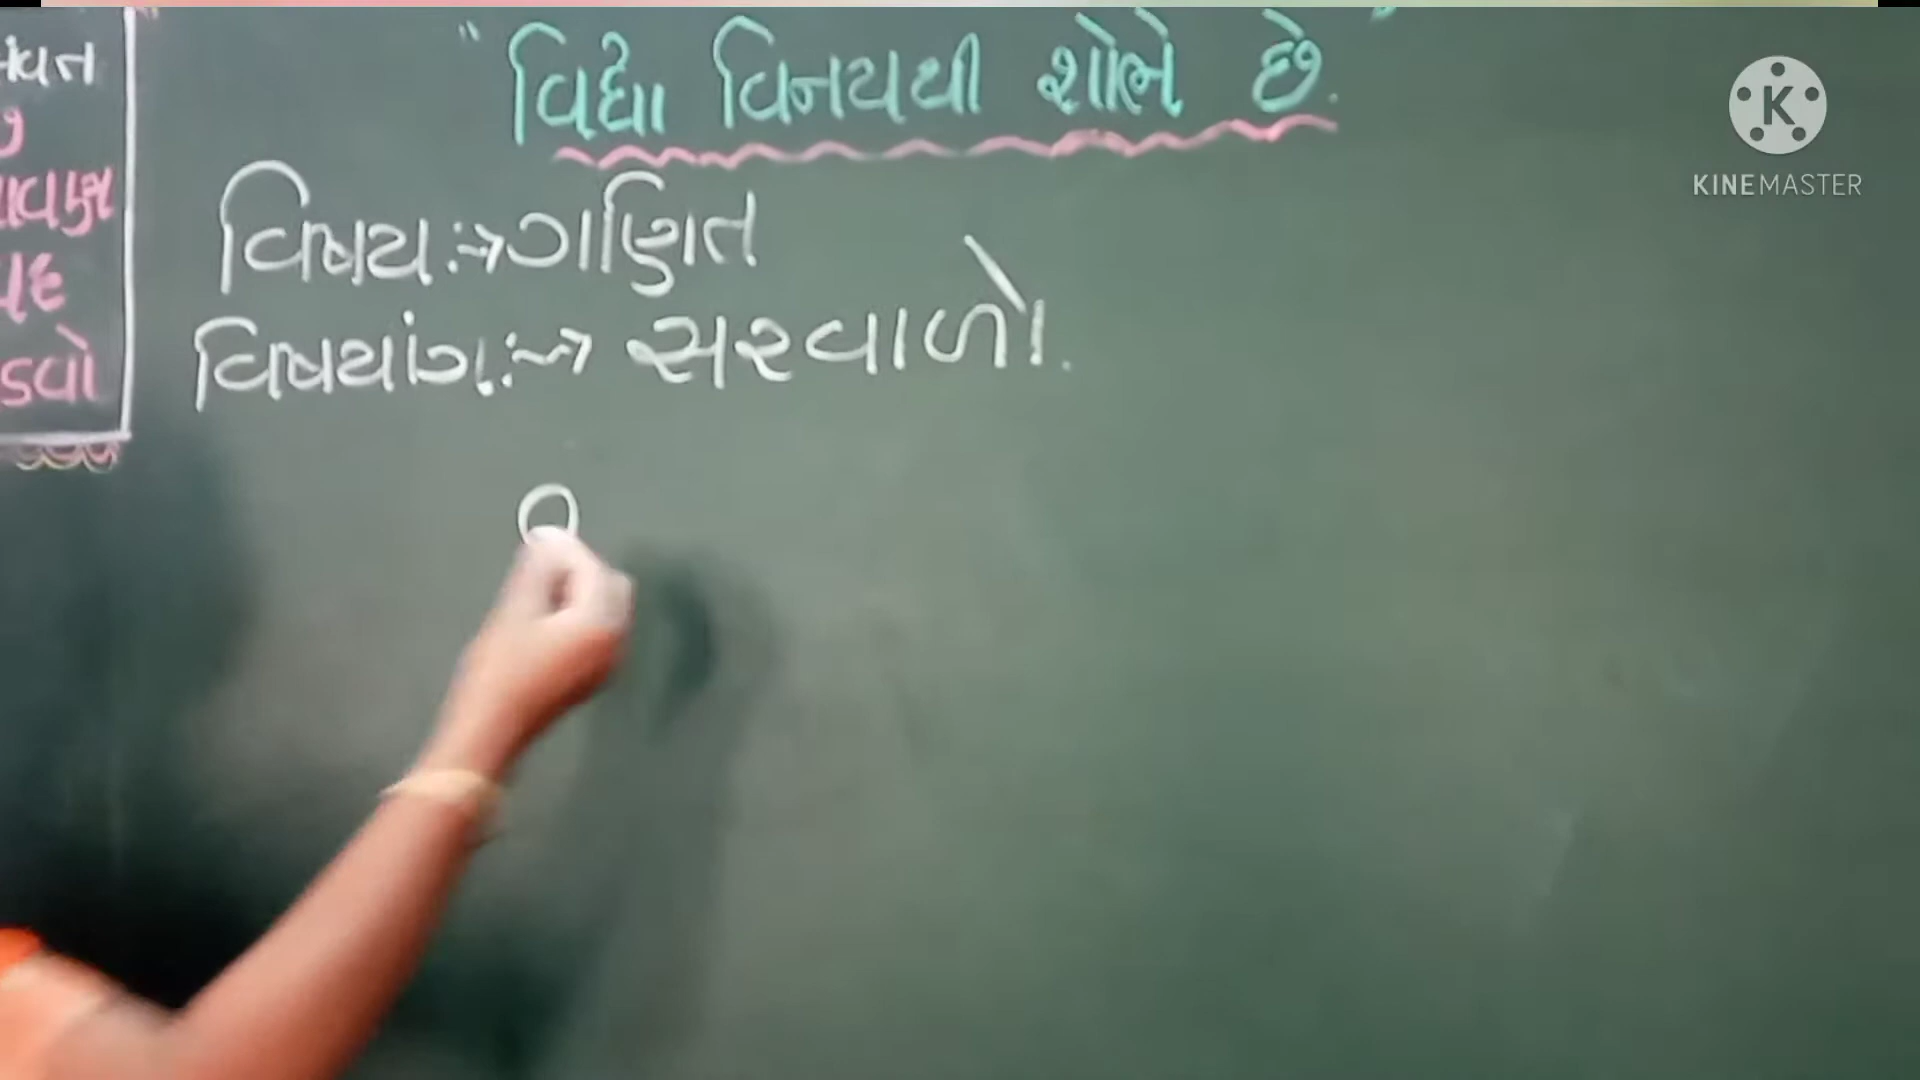 "વિદ્યા વિનયથી શોભે છે."
વિષય :→ ગણિત
વિષયાંગ :→ સરવાળો.
KINEMASTER